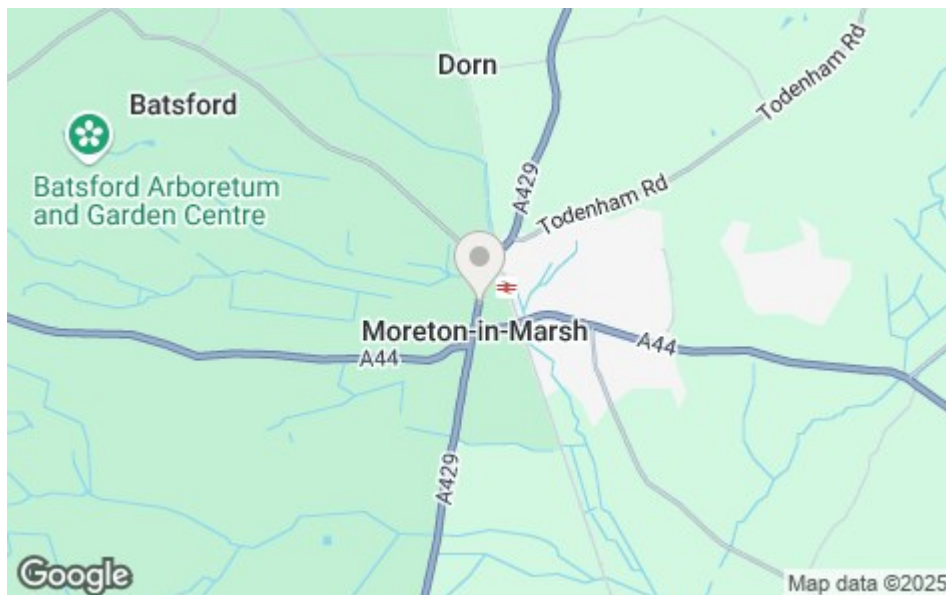 Dorn
Batsford
Todenham Rd
Batsford Arboretum
and Garden Centre
A429
Todenham Rd
Moreton-in-Marsh
A44
A44
A429
Google
Map data ©2025